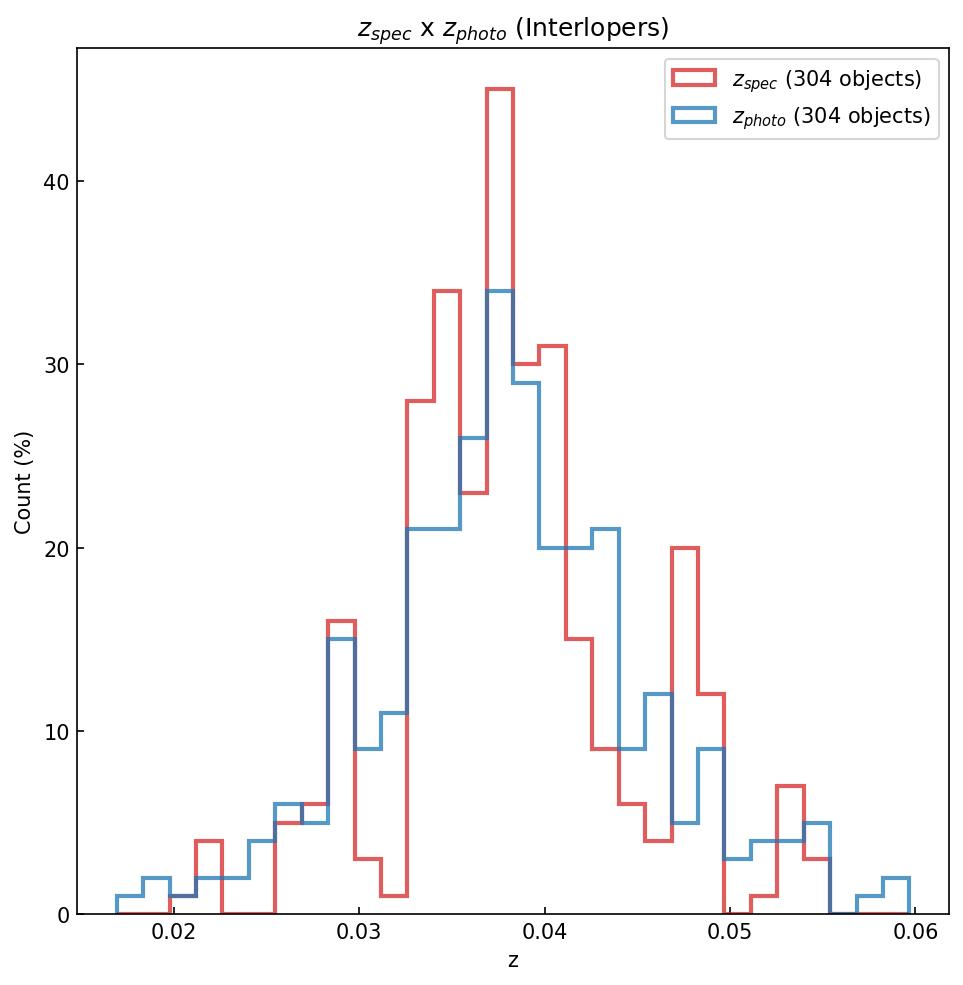 z_spec x z_photo (Interlopers)
z_spec (304 objects)
z_photo (304 objects)
Count (%)
40
30
20
10
0
0.02 0.03 0.04 0.05 0.06
z